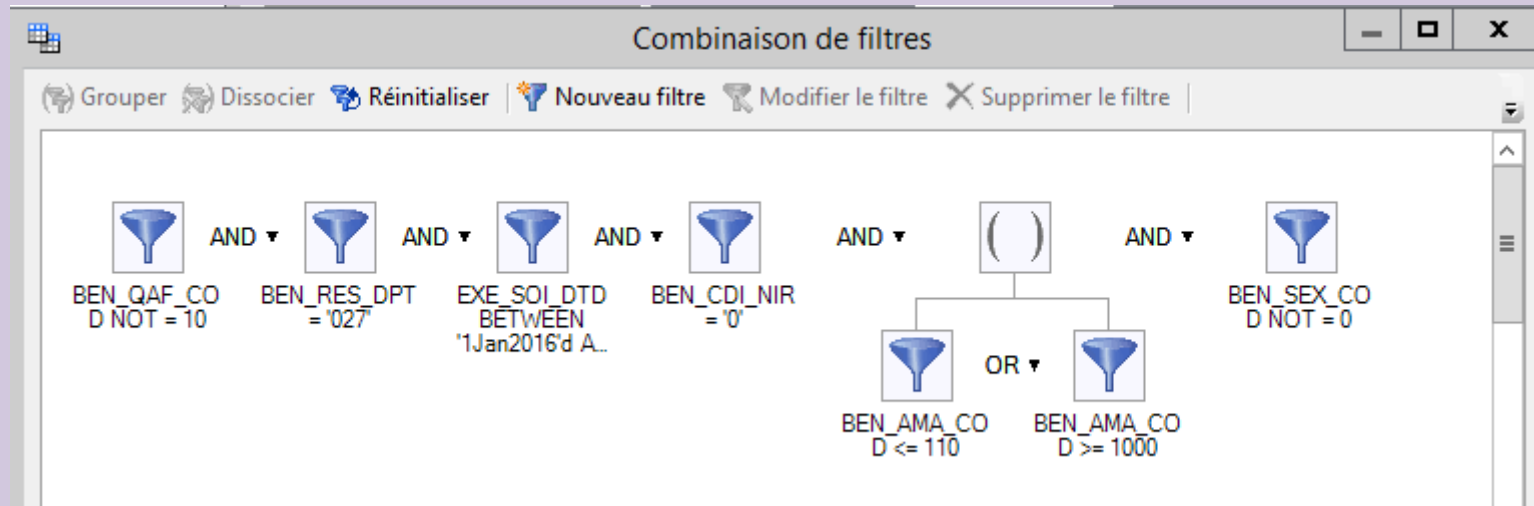 Combinaison de filtres
Grouper Dissocier Réinitialiser Nouveau filtre Modifier le filtre Supprimer le filtre
AND AND AND AND ( ) AND
BEN_QAF_CO BEN_RES_DPT EXE_SOI_DTD BEN_CDI_NIR BEN_SEX_CO
D NOT = 10 = '027' BETWEEN = '0' D NOT = 0
'1Jan2016'd A...
OR
BEN_AMA_CO BEN_AMA_CO
D <= 110 D >= 1000